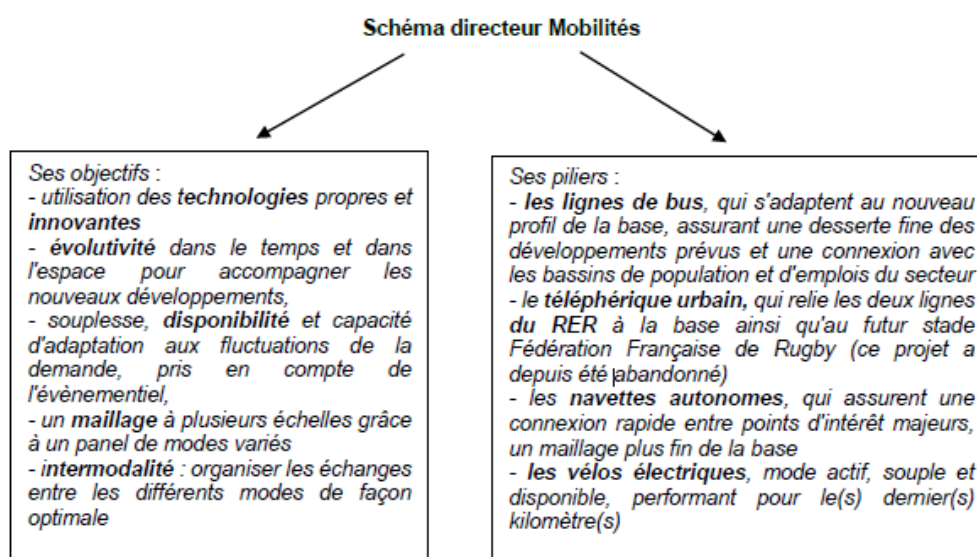 Schéma directeur Mobilités
Ses objectifs :
- utilisation des technologies propres et
innovantes
- évolutivité dans le temps et dans
l'espace pour accompagner les
nouveaux développements,
- souplesse, disponibilité et capacité
d'adaptation aux fluctuations de la
demande, pris en compte de
l'évènementiel,
- un maillage à plusieurs échelles grâce
à un panel de modes variés
- intermodalité : organiser les échanges
entre les différents modes de façon
optimale
Ses piliers :
- les lignes de bus, qui s'adaptent au nouveau
profil de la base, assurant une desserte fine des
développements prévus et une connexion avec
les bassins de population et d'emplois du secteur
- le téléphérique urbain, qui relie les deux lignes
du RER à la base ainsi qu'au futur stade
Fédération Française de Rugby (ce projet a
depuis été abandonné)
- les navettes autonomes, qui assurent une
connexion rapide entre points d'intérêt majeurs,
un maillage plus fin de la base
- les vélos électriques, mode actif, souple et
disponible, performant pour le(s) dernier(s)
kilomètre(s)